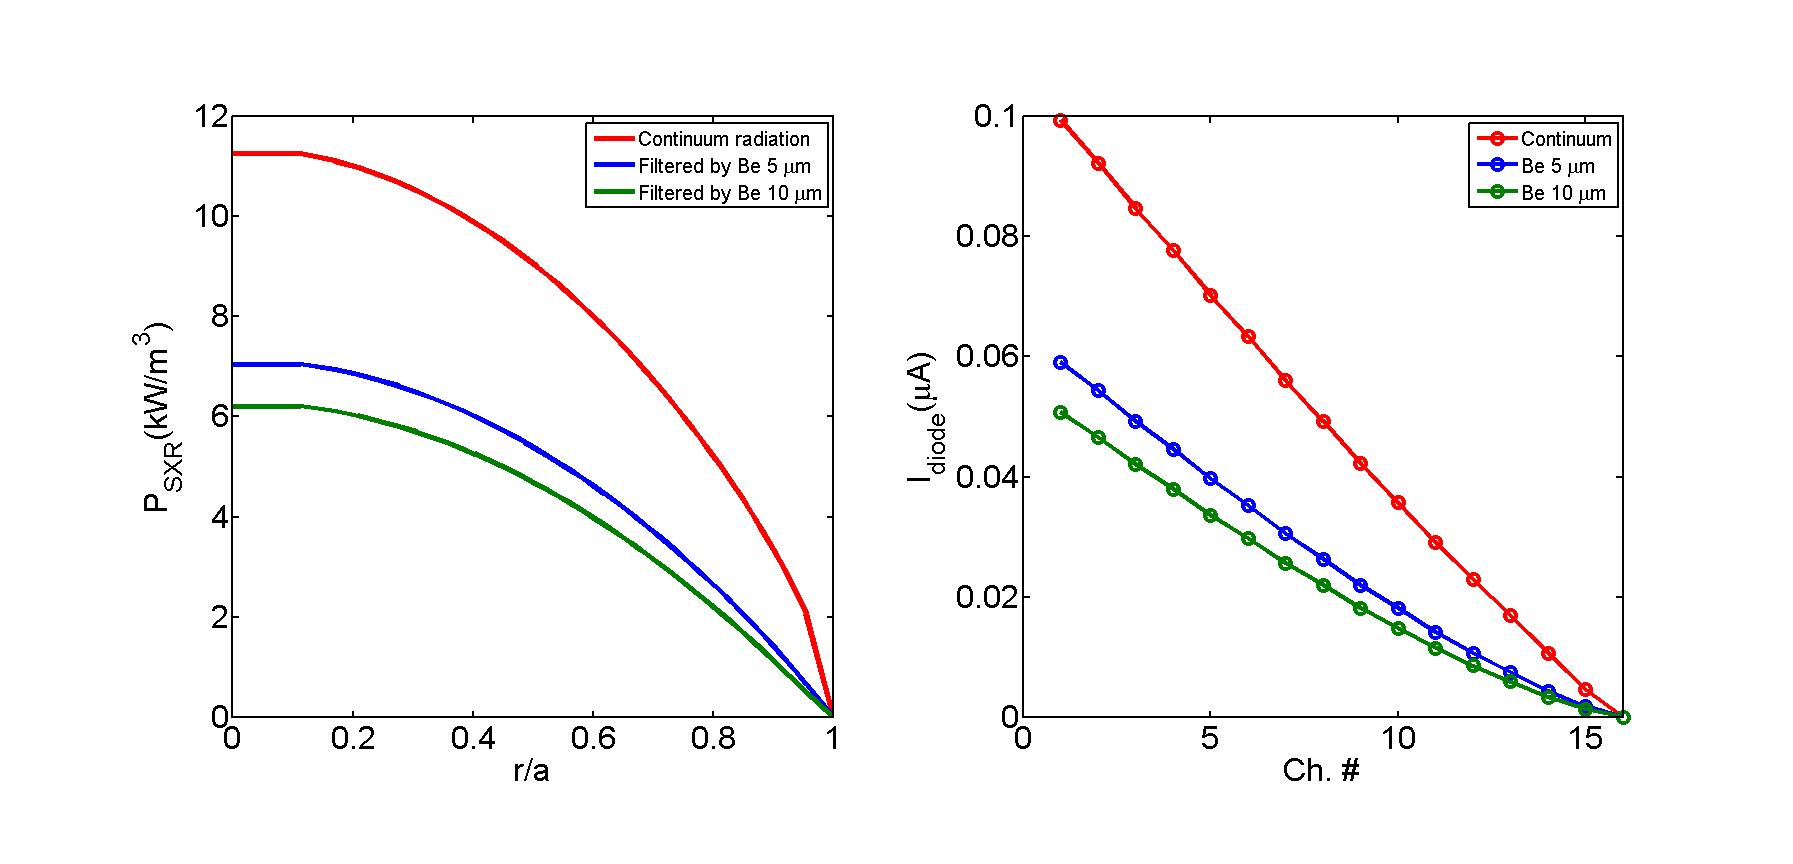 12
10
8
6
4
2
0
0
0.2
0.4
0.6
0.8
1
r/a
P_SXR(kW/m³)
Continuum radiation
Filtered by Be 5 μm
Filtered by Be 10 μm
0.1
0.08
0.06
0.04
0.02
0
0
5
10
15
Ch. #
I_diode(μA)
Continuum
Be 5 μm
Be 10 μm